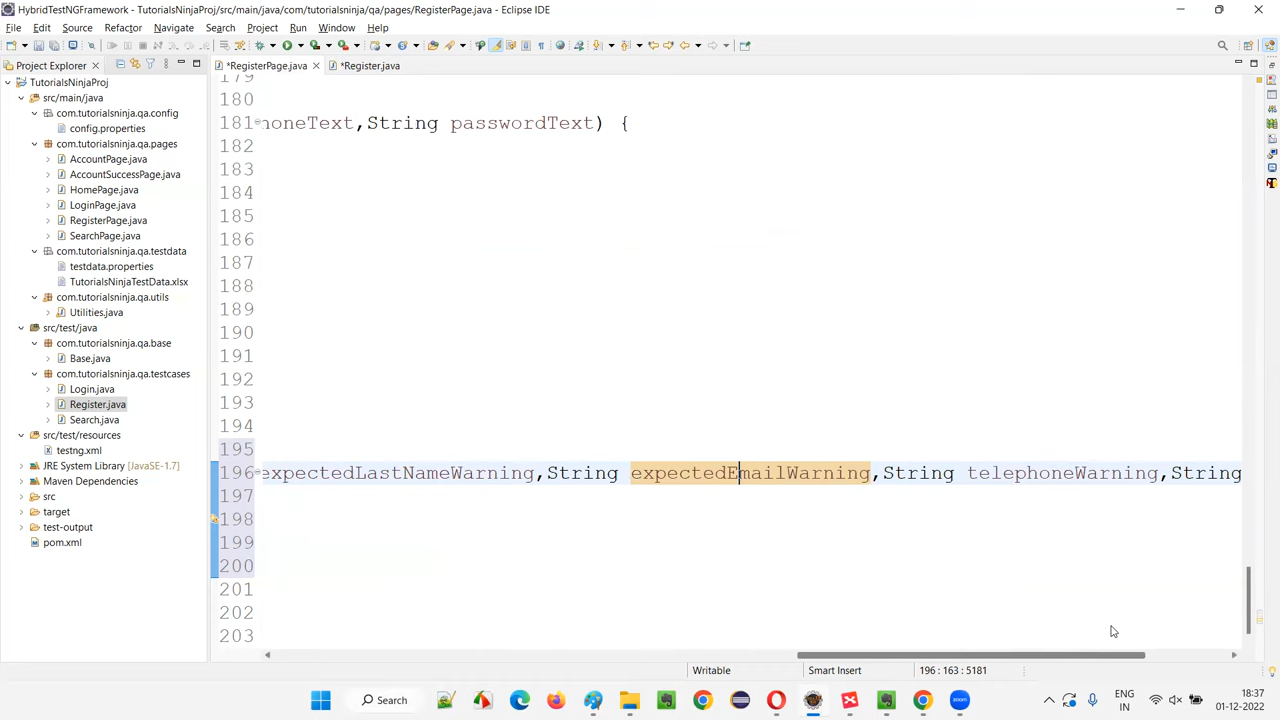 HybridTestNGFramework - TutorialsNinjaProj/src/main/java/com/tutorialsninja/qa/pages/RegisterPage.java - Eclipse IDE
File Edit Source Refactor Navigate Search Project Run Window Help
Project Explorer
*RegisterPage.java
*Register.java
TutorialsNinjaProj
src/main/java
com.tutorialsninja.qa.config
config.properties
com.tutorialsninja.qa.pages
AccountPage.java
AccountSuccessPage.java
HomePage.java
LoginPage.java
RegisterPage.java
SearchPage.java
com.tutorialsninja.qa.testdata
testdata.properties
TutorialsNinjaTestData.xlsx
com.tutorialsninja.qa.utils
Utilities.java
src/test/java
com.tutorialsninja.qa.base
Base.java
com.tutorialsninja.qa.testcases
Login.java
Register.java
Search.java
src/test/resources
testng.xml
JRE System Library [JavaSE-1.7]
Maven Dependencies
src
target
test-output
pom.xml
179
180
181 honeText,String passwordText) {
182
183
184
185
186
187
188
189
190
191
192
193
194
195
196 expectedLastNameWarning,String expectedEmailWarning,String telephoneWarning,String
197
198
199
200
201
202
203
Writable
Smart Insert
196 : 163 : 5181
Search
ENG
IN
18:37
01-12-2022